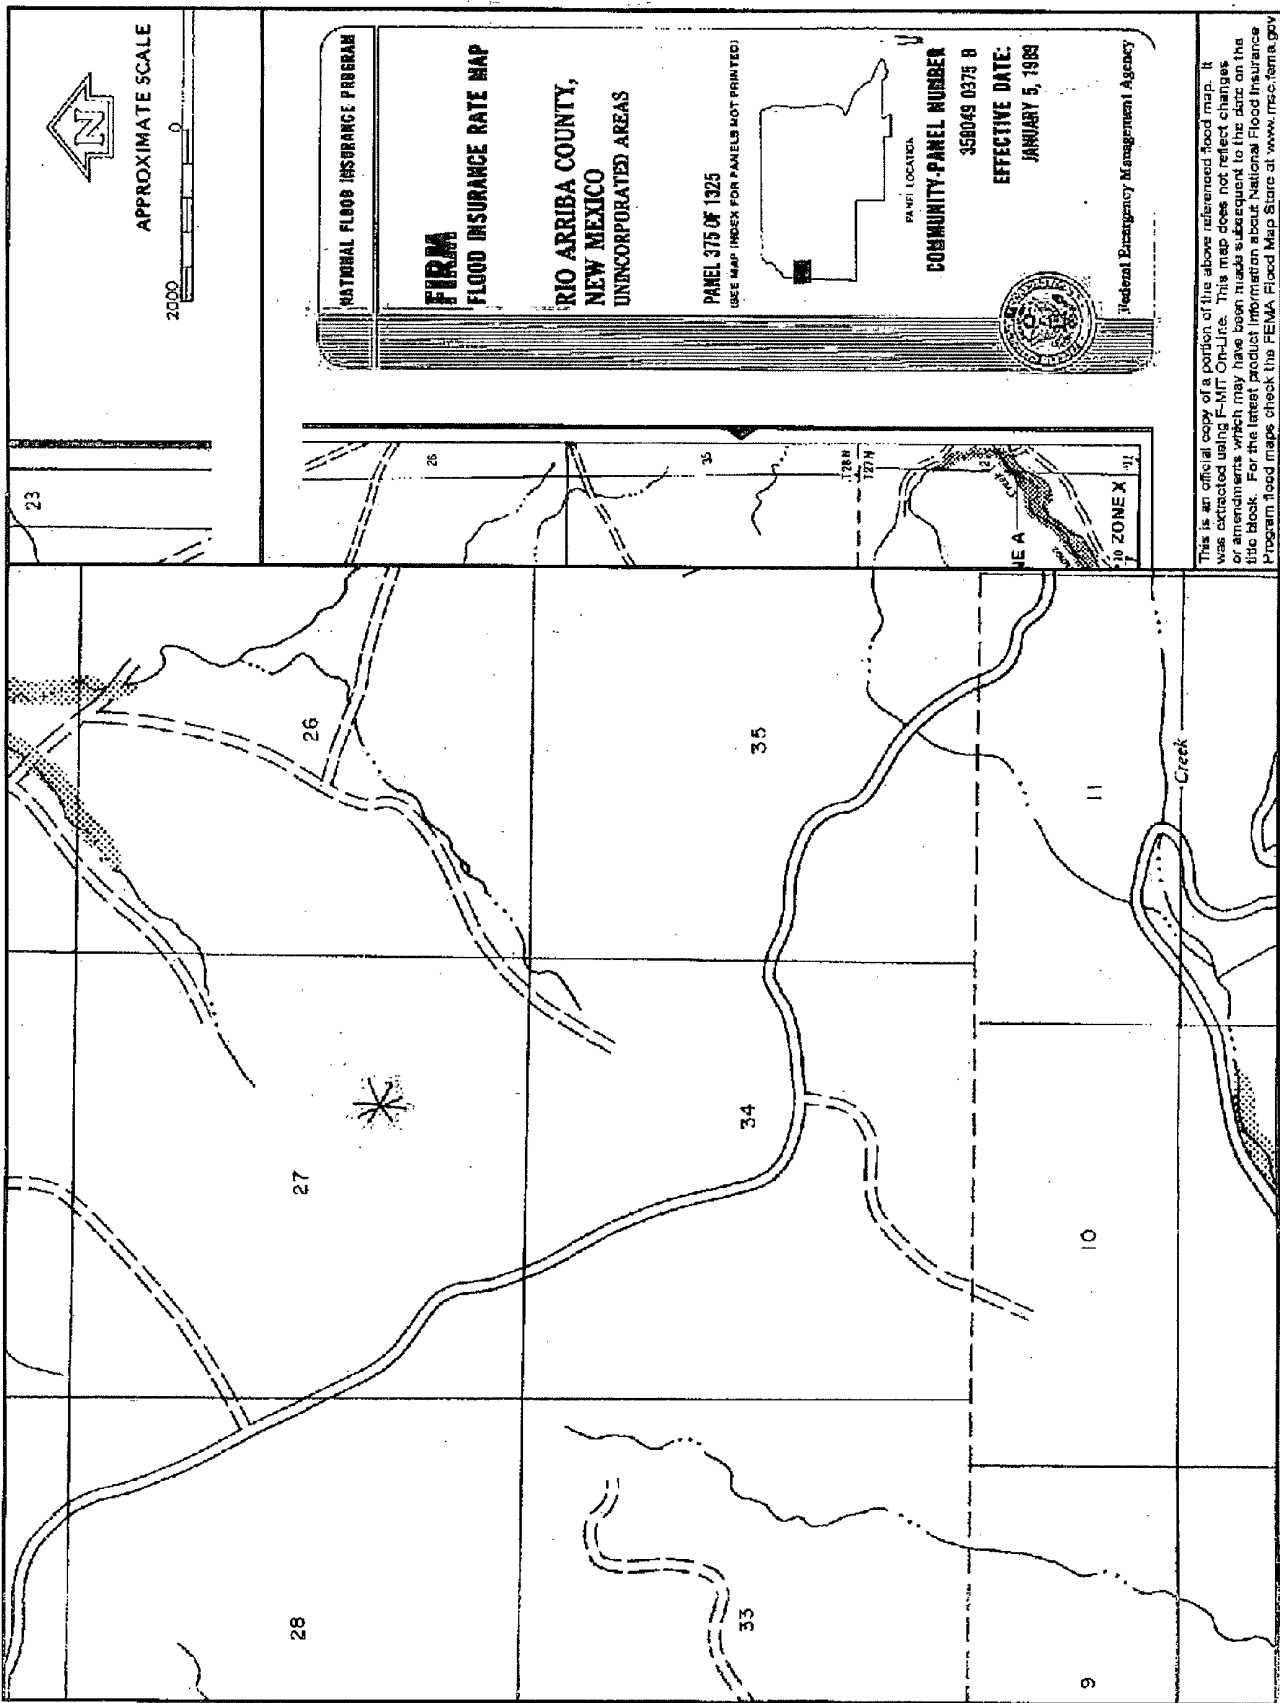 APPROXIMATE SCALE
2000 0
N
NATIONAL FLOOD INSURANCE PROGRAM
FIRM
FLOOD INSURANCE RATE MAP
RIO ARRIBA COUNTY,
NEW MEXICO
UNINCORPORATED AREAS
PANEL 375 OF 1325
(SEE MAP INDEX FOR PANELS NOT PRINTED)
PANEL LOCATION
COMMUNITY-PANEL NUMBER
350049 0375 B
EFFECTIVE DATE:
JANUARY 5, 1989
Federal Emergency Management Agency
This is an official copy of a portion of the above referenced flood map. It
was extracted using F-MIT On-Line. This map does not reflect changes
or amendments which may have been made subsequent to the date on the
title block. For the latest product information about National Flood Insurance
Program flood maps check the FEMA Flood Map Store at www.msc.fema.gov
23
26
35
T28N
T27N
Creek
NE A
ZONE X
10
11
28
27
26
33
34
35
9
10
11
Creek